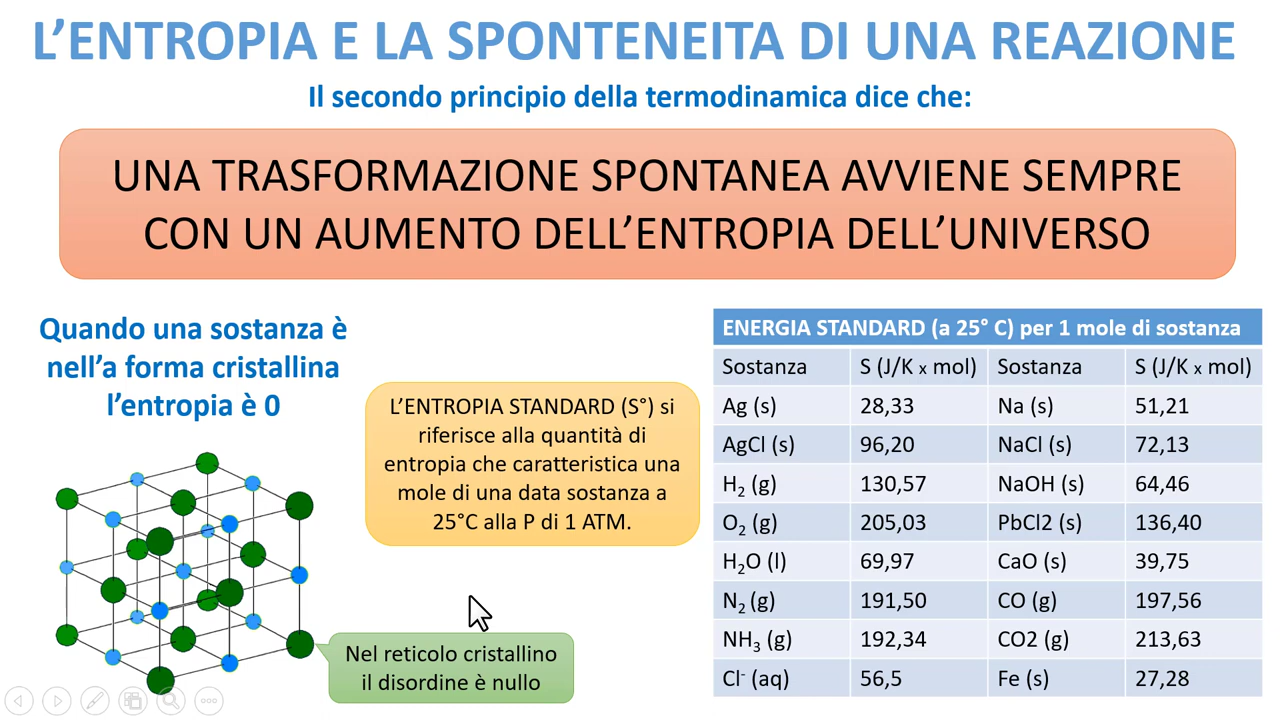 L'ENTROPIA E LA SPONTENEITA DI UNA REAZIONE
Il secondo principio della termodinamica dice che:
UNA TRASFORMAZIONE SPONTANEA AVVIENE SEMPRE
CON UN AUMENTO DELL'ENTROPIA DELL'UNIVERSO
Quando una sostanza è
nell'a forma cristallina
l'entropia è 0
L'ENTROPIA STANDARD (S°) si
riferisce alla quantità di
entropia che caratteristica una
mole di una data sostanza a
25°C alla P di 1 ATM.
Nel reticolo cristallino
il disordine è nullo
ENERGIA STANDARD (a 25° C) per 1 mole di sostanza
Sostanza S (J/K x mol) Sostanza S (J/K x mol)
Ag (s) 28,33 Na (s) 51,21
AgCl (s) 96,20 NaCl (s) 72,13
H₂ (g) 130,57 NaOH (s) 64,46
O₂ (g) 205,03 PbCl2 (s) 136,40
H₂O (l) 69,97 CaO (s) 39,75
N₂ (g) 191,50 CO (g) 197,56
NH₃ (g) 192,34 CO2 (g) 213,63
Cl⁻ (aq) 56,5 Fe (s) 27,28